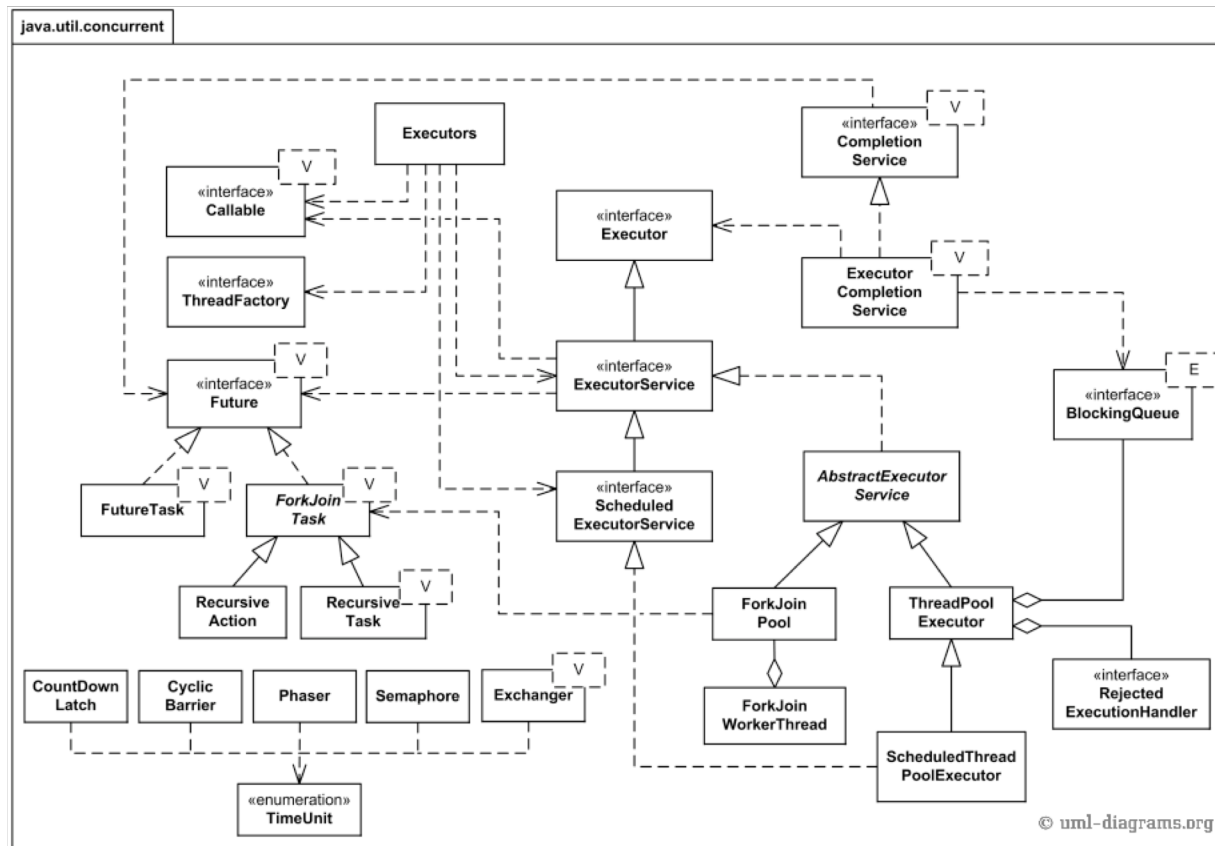 java.util.concurrent
Executors
V
«interface»
Completion
Service
V
«interface»
Callable
«interface»
Executor
V
Executor
Completion
Service
«interface»
ThreadFactory
V
«interface»
Future
«interface»
ExecutorService
E
«interface»
BlockingQueue
V
FutureTask
V
ForkJoin
Task
«interface»
Scheduled
ExecutorService
AbstractExecutor
Service
Recursive
Action
V
Recursive
Task
ForkJoin
Pool
ThreadPool
Executor
CountDown
Latch
Cyclic
Barrier
Phaser
Semaphore
V
Exchanger
ForkJoin
WorkerThread
«interface»
Rejected
ExecutionHandler
ScheduledThread
PoolExecutor
«enumeration»
TimeUnit
© uml-diagrams.org